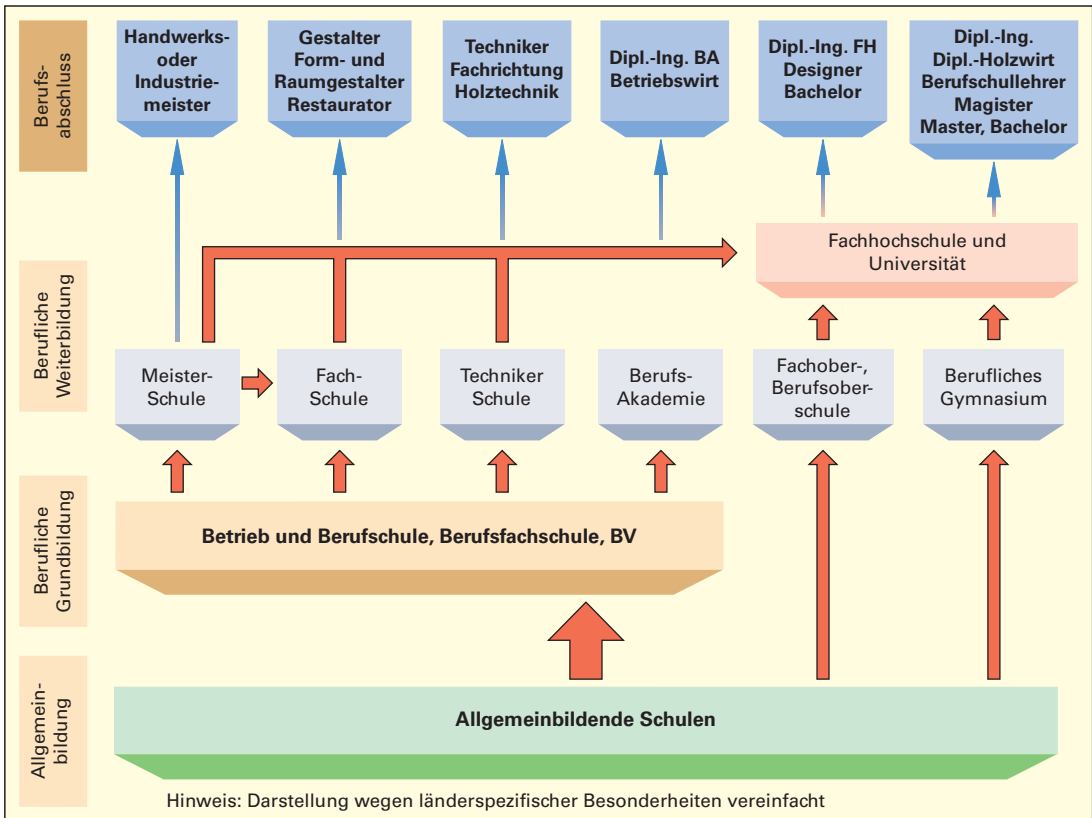 Berufs-
abschluss
Handwerks-
oder
Industrie-
meister
Gestalter
Form- und
Raumgestalter
Restaurator
Techniker
Fachrichtung
Holztechnik
Dipl.-Ing. BA
Betriebswirt
Dipl.-Ing. FH
Designer
Bachelor
Dipl.-Ing.
Dipl.-Holzwirt
Berufschullehrer
Magister
Master, Bachelor
Berufliche
Weiterbildung
Fachhochschule und
Universität
Meister-
Schule
Fach-
Schule
Techniker
Schule
Berufs-
Akademie
Fachober-,
Berufsober-
schule
Berufliches
Gymnasium
Berufliche
Grundbildung
Betrieb und Berufschule, Berufsfachschule, BV
Allgemein-
bildung
Allgemeinbildende Schulen
Hinweis: Darstellung wegen länderspezifischer Besonderheiten vereinfacht